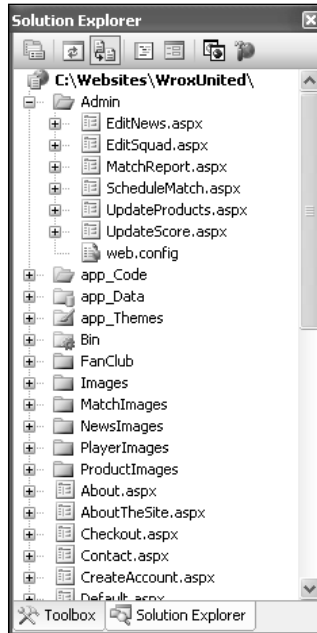 Solution Explorer
C:\Websites\WroxUnited\
Admin
EditNews.aspx
EditSquad.aspx
MatchReport.aspx
ScheduleMatch.aspx
UpdateProducts.aspx
UpdateScore.aspx
web.config
app_Code
app_Data
app_Themes
Bin
FanClub
Images
MatchImages
NewsImages
PlayerImages
ProductImages
About.aspx
AboutTheSite.aspx
Checkout.aspx
Contact.aspx
CreateAccount.aspx
Default.aspx
Toolbox Solution Explorer